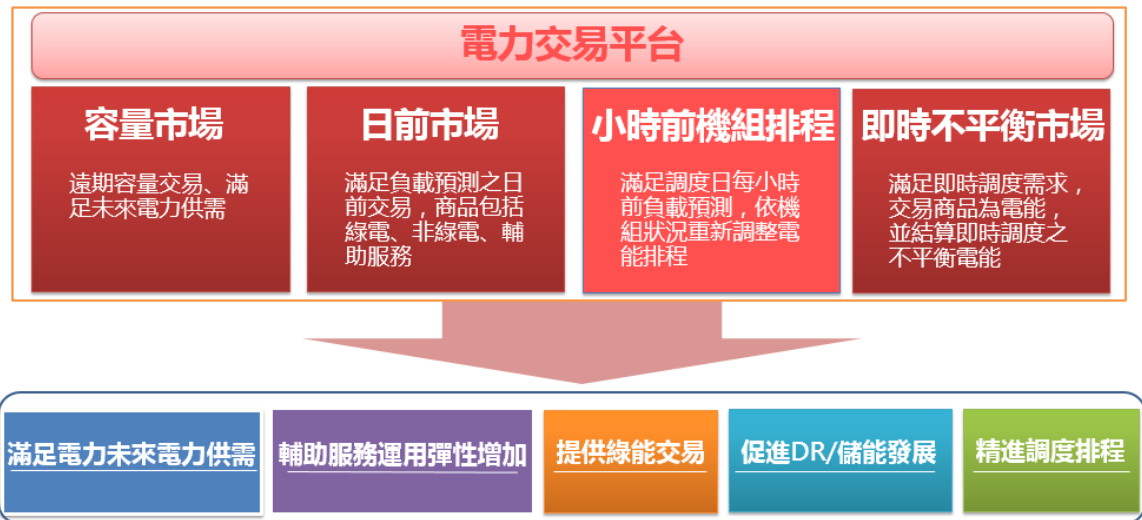 電力交易平台
容量市場
遠期容量交易、滿
足未來電力供需
日前市場
滿足負載預測之日
前交易，商品包括
綠電、非綠電、輔
助服務
小時前機組排程
滿足調度日每小時
前負載預測，依機
組狀況重新調整電
能排程
即時不平衡市場
滿足即時調度需求，
交易商品為電能，
並結算即時調度之
不平衡電能
滿足電力未來電力供需
輔助服務運用彈性增加
提供綠能交易
促進DR/儲能發展
精進調度排程